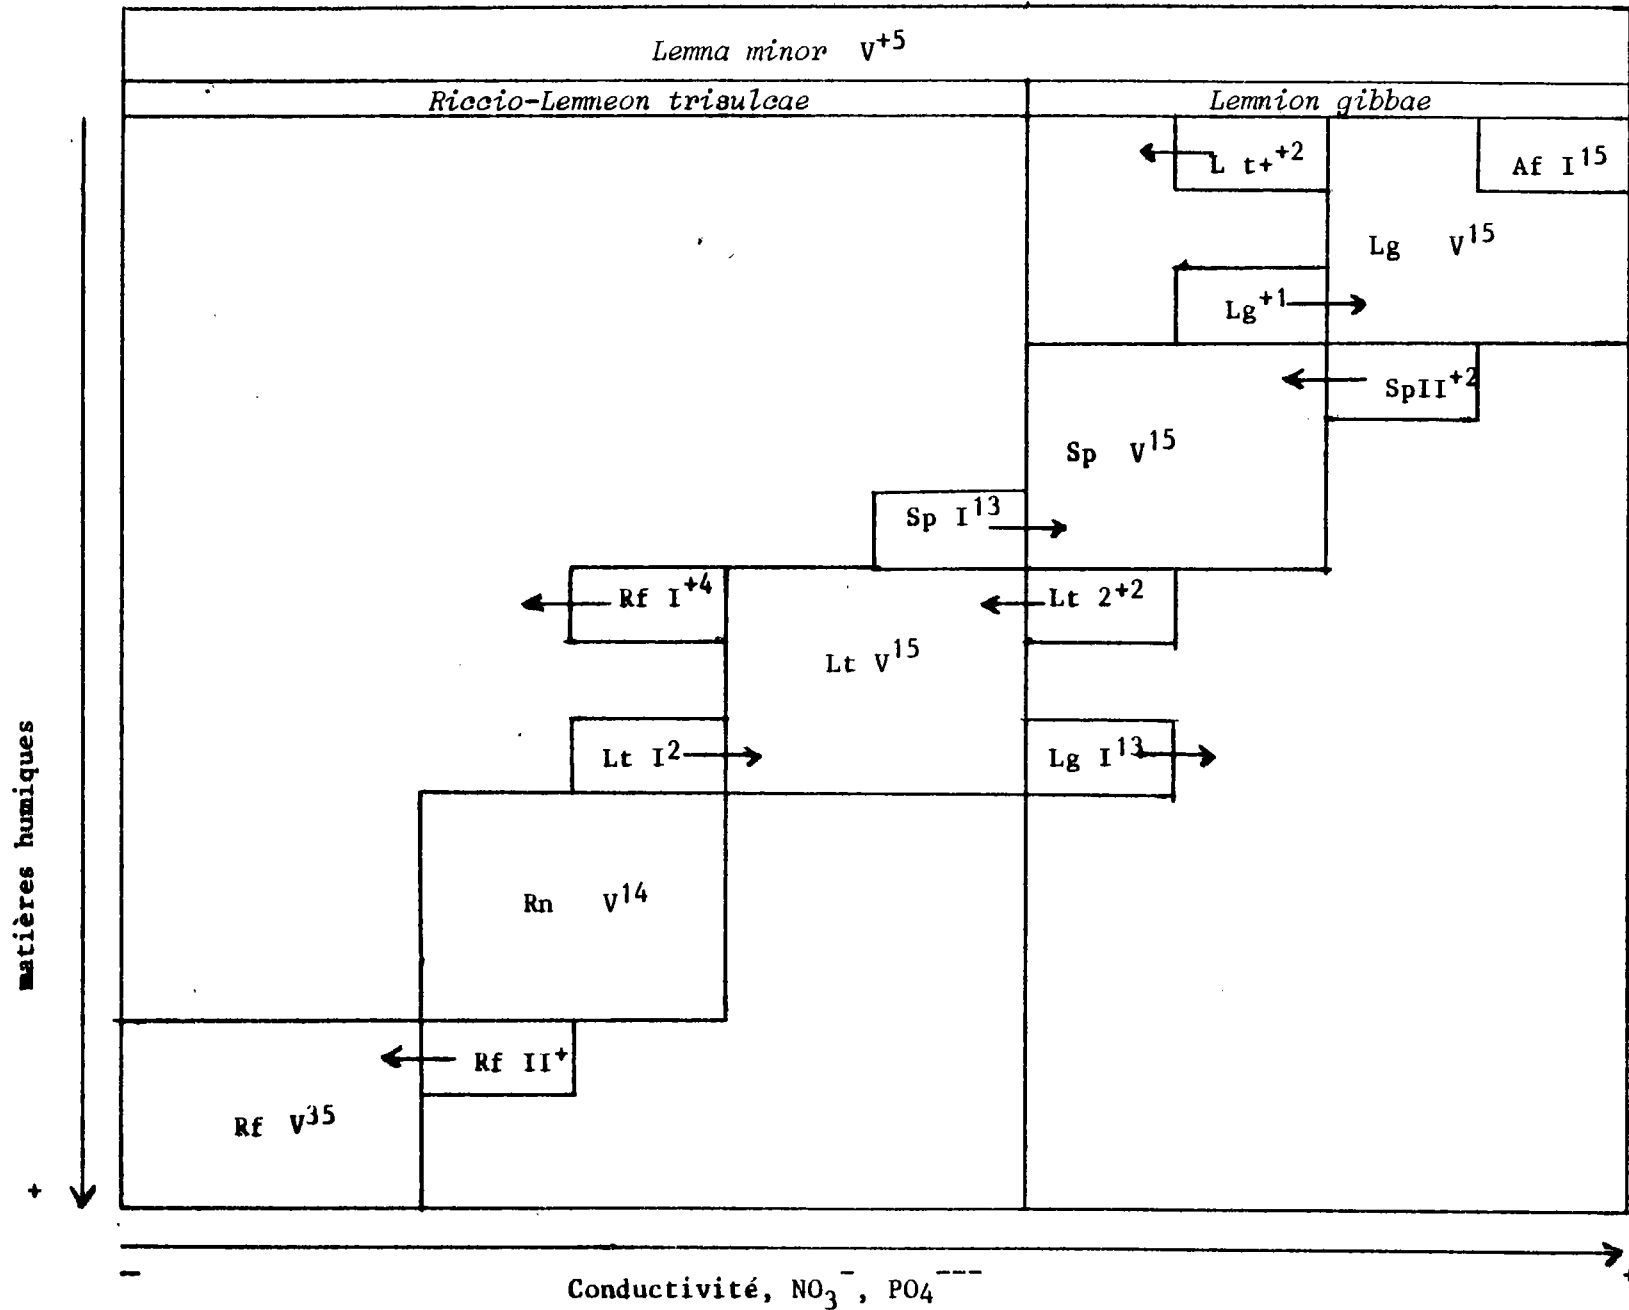 Lemna minor V+5
Riccio-Lemneon trisulcae
Lemnion gibbae
L t++2
Af I15
Lg V15
Lg+1
SpII+2
Sp V15
Sp I13
Rf I+4
Lt 2+2
Lt V15
Lt I2
Lg I13
Rn V14
Rf II+
Rf V35
matières humiques
+
-
Conductivité, NO3-, PO4---